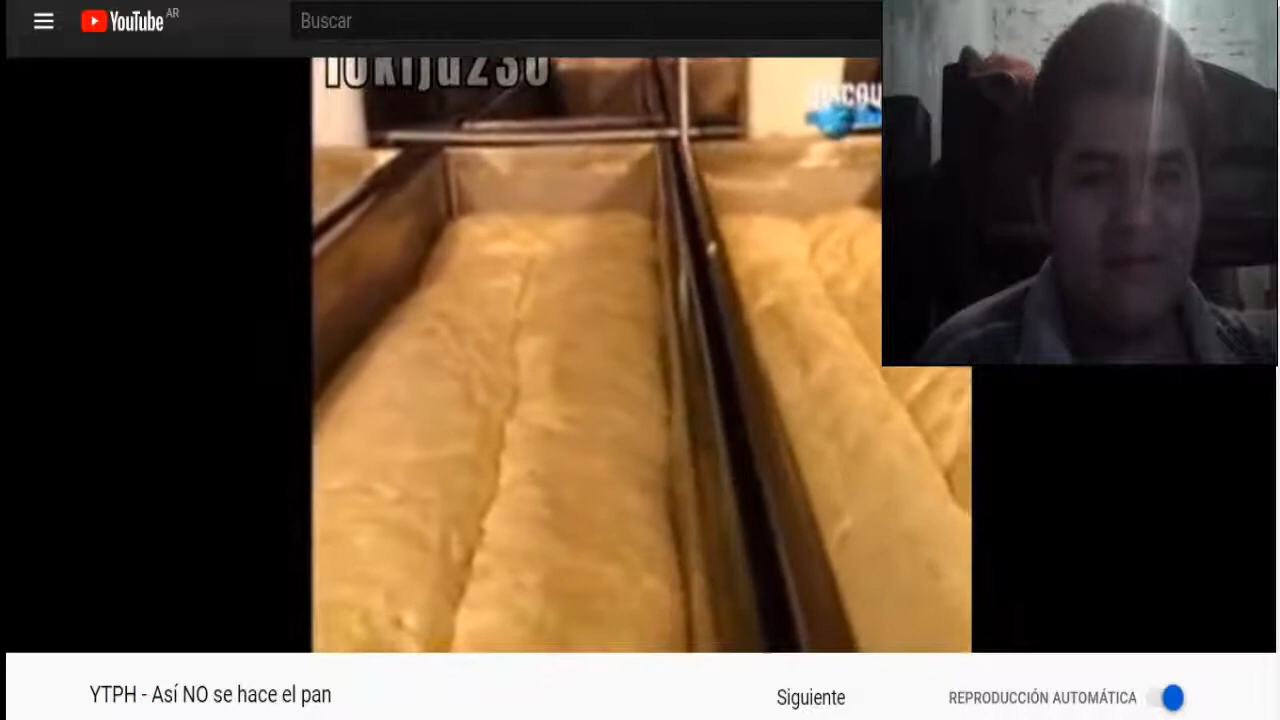 YouTube AR
Buscar
YTPH - Así NO se hace el pan
Siguiente
REPRODUCCIÓN AUTOMÁTICA